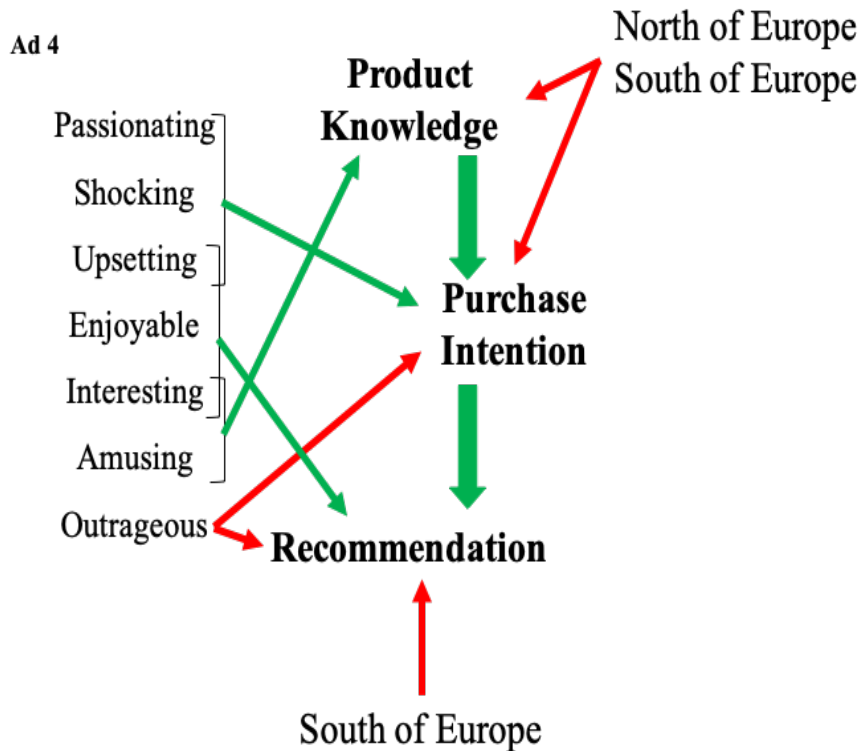 Ad 4
North of Europe
South of Europe
Product
Knowledge
Passionating
Shocking
Upsetting
Enjoyable
Interesting
Amusing
Outrageous
Purchase
Intention
Recommendation
South of Europe